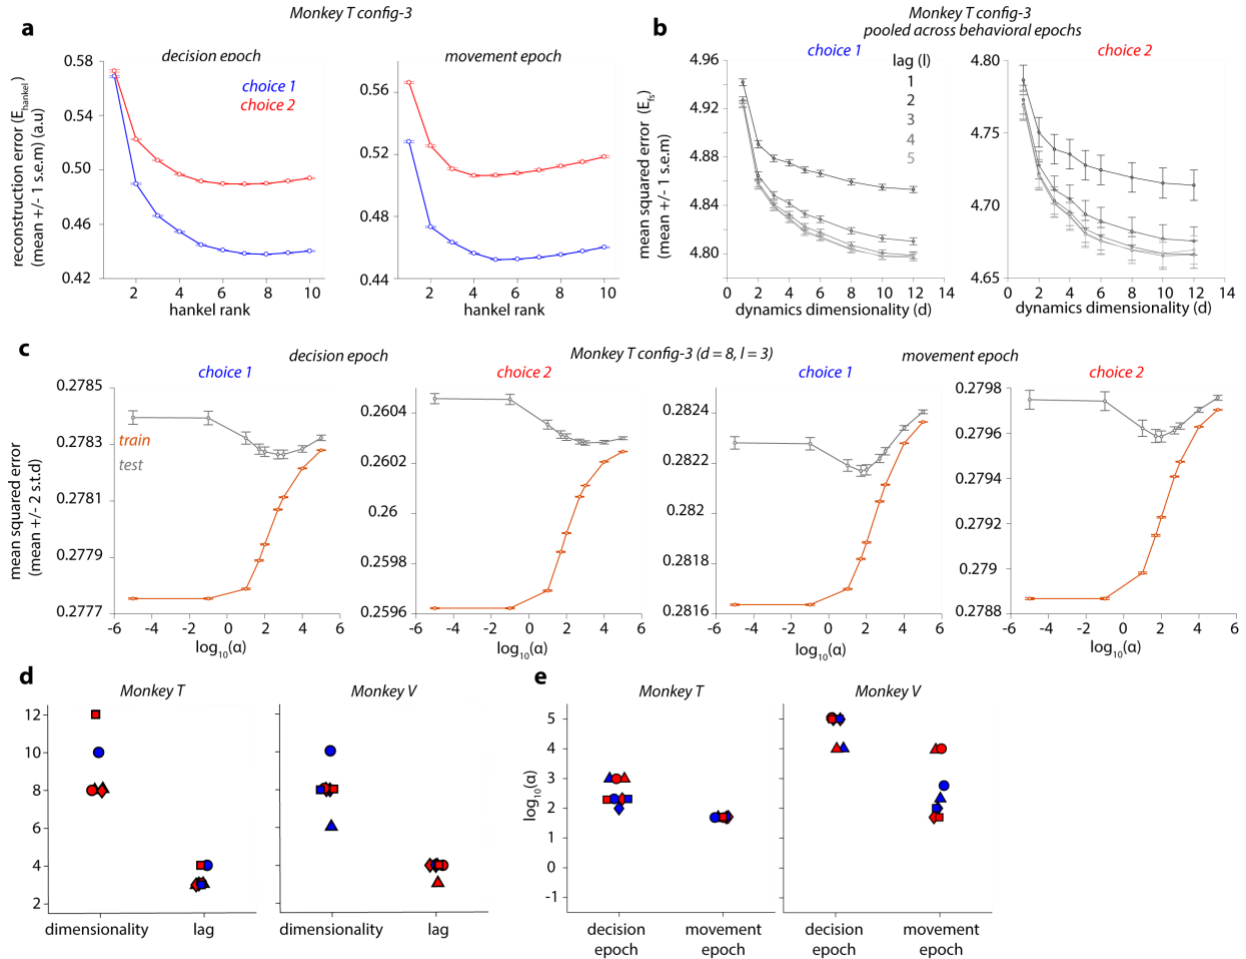 Monkey T config-3
a
decision epoch
movement epoch
reconstruction error (E_hankel)
(mean +/- 1 s.e.m) (a.u)
0.58
0.54
0.50
0.46
0.42
choice 1
choice 2
2 4 6 8 10
hankel rank
0.56
0.52
0.48
0.44
2 4 6 8 10
hankel rank
Monkey T config-3
pooled across behavioral epochs
b
choice 1
choice 2
mean squared error (E_fs)
(mean +/- 1 s.e.m)
4.96
4.92
4.88
4.84
4.80
lag (l)
1
2
3
4
5
0 2 4 6 8 10 12 14
dynamics dimensionality (d)
4.80
4.75
4.70
4.65
0 2 4 6 8 10 12 14
dynamics dimensionality (d)
c
decision epoch
Monkey T config-3 (d = 8, l = 3)
movement epoch
choice 1
choice 2
choice 1
choice 2
mean squared error
(mean +/- 2 s.t.d)
0.2785
0.2783
0.2781
0.2779
0.2777
train
test
-6 -4 -2 0 2 4 6
log10(α)
0.2604
0.2602
0.26
0.2598
0.2596
-6 -4 -2 0 2 4 6
log10(α)
0.2824
0.2822
0.282
0.2818
0.2816
-6 -4 -2 0 2 4 6
log10(α)
0.2798
0.2796
0.2794
0.2792
0.279
0.2788
-6 -4 -2 0 2 4 6
log10(α)
d
Monkey T
Monkey V
12
10
8
6
4
2
dimensionality lag
dimensionality lag
e
Monkey T
Monkey V
log10(α)
5
4
3
2
1
0
-1
decision
epoch
movement
epoch
decision
epoch
movement
epoch